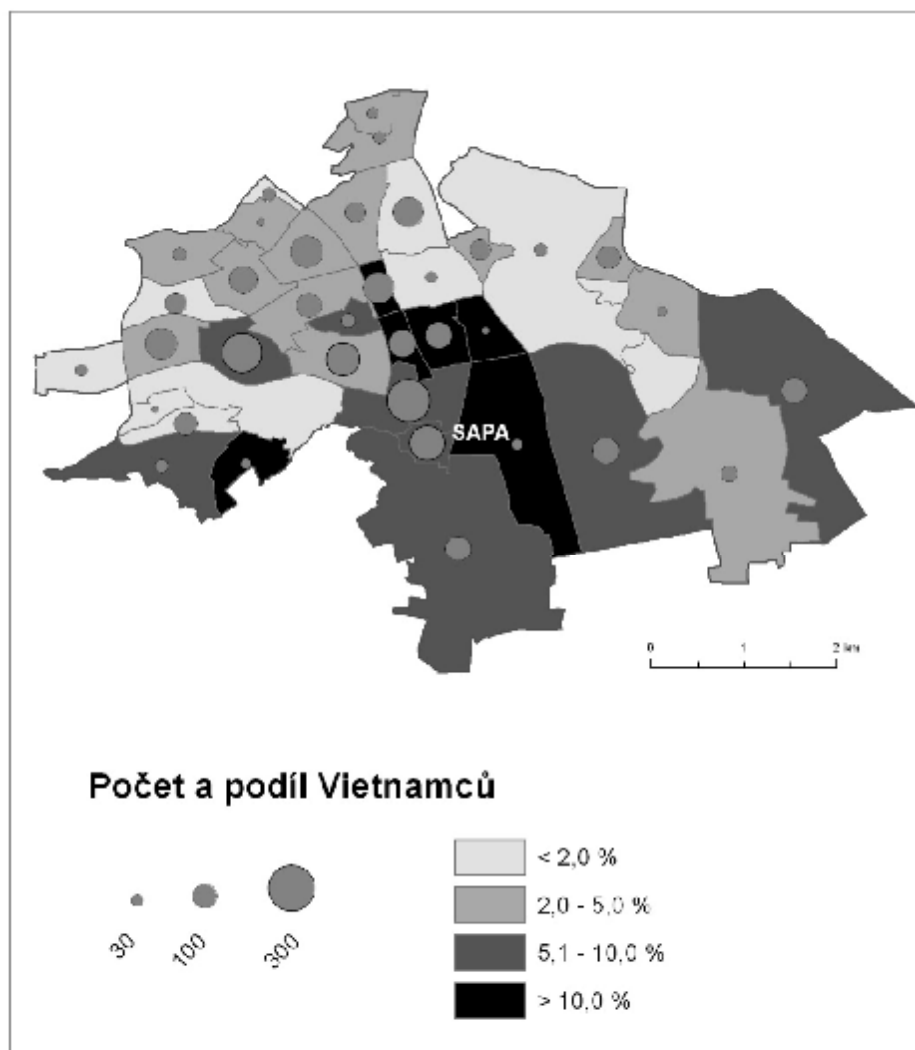 SAPA
0 1 2 km
Počet a podíl Vietnamců
30 100 300
< 2,0 %
2,0 - 5,0 %
5,1 - 10,0 %
> 10,0 %